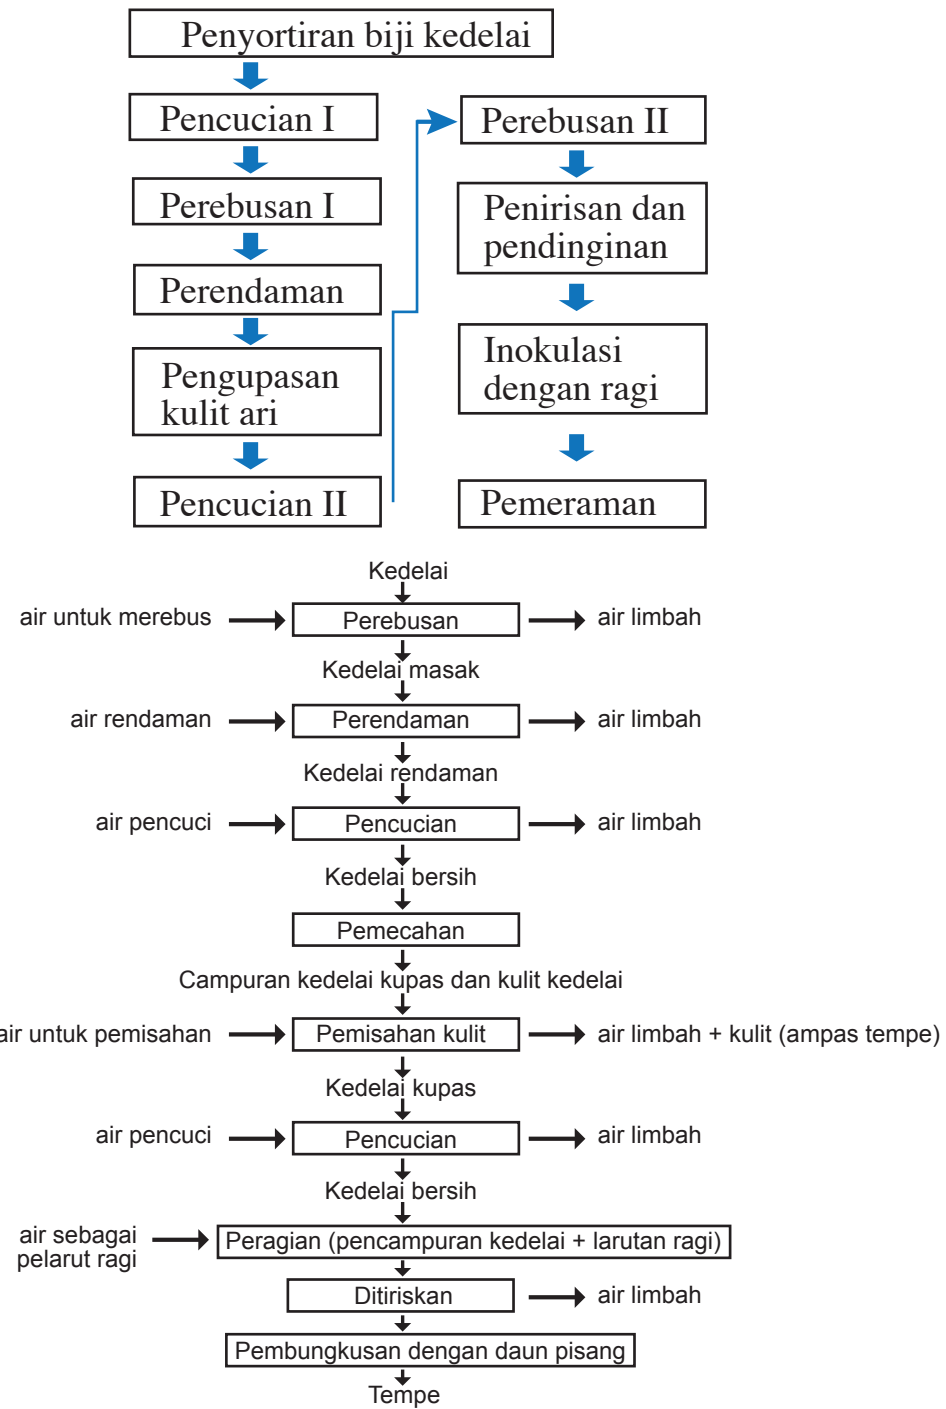 Penyortiran biji kedelai
Pencucian I
Perebusan I
Perendaman
Pengupasan
kulit ari
Pencucian II
Perebusan II
Penirisan dan
pendinginan
Inokulasi
dengan ragi
Pemeraman
Kedelai
air untuk merebus
Perebusan
air limbah
Kedelai masak
air rendaman
Perendaman
air limbah
Kedelai rendaman
air pencuci
Pencucian
air limbah
Kedelai bersih
Pemecahan
Campuran kedelai kupas dan kulit kedelai
air untuk pemisahan
Pemisahan kulit
air limbah + kulit (ampas tempe)
Kedelai kupas
air pencuci
Pencucian
air limbah
Kedelai bersih
air sebagai
pelarut ragi
Peragian (pencampuran kedelai + larutan ragi)
Ditiriskan
air limbah
Pembungkusan dengan daun pisang
Tempe